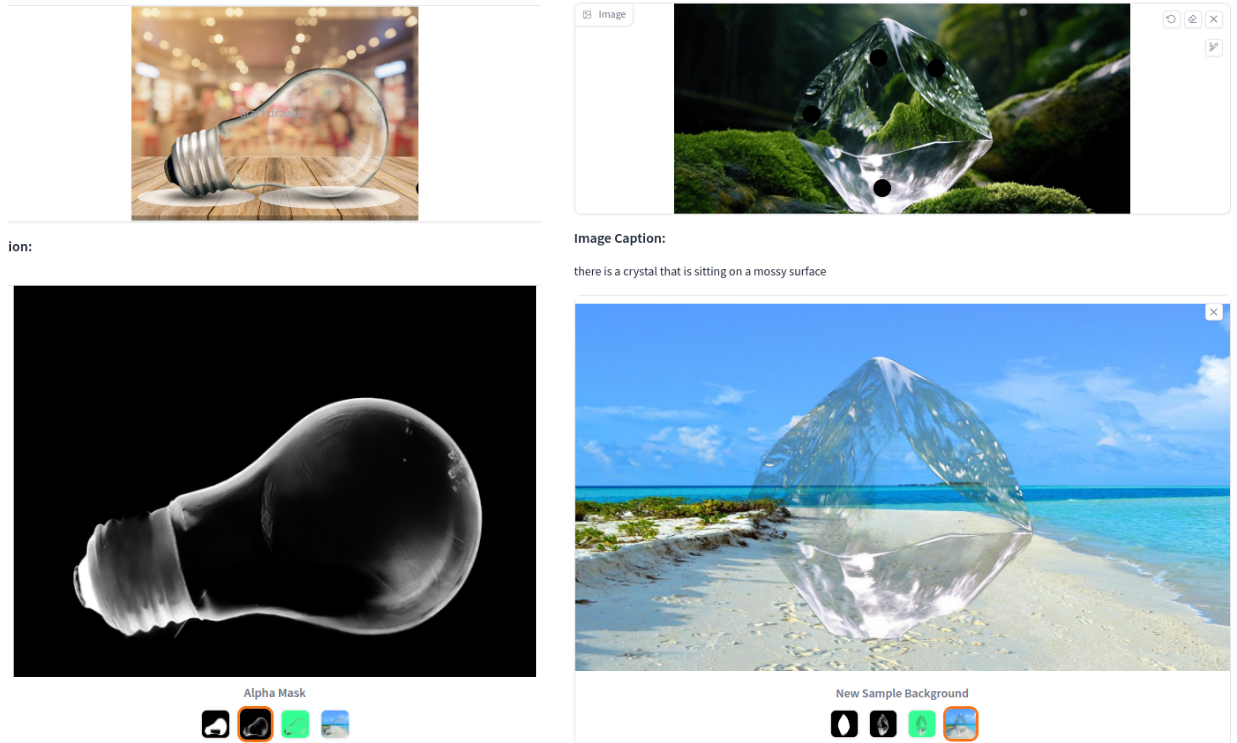 Image
ion:
Image Caption:
there is a crystal that is sitting on a mossy surface
Alpha Mask
New Sample Background